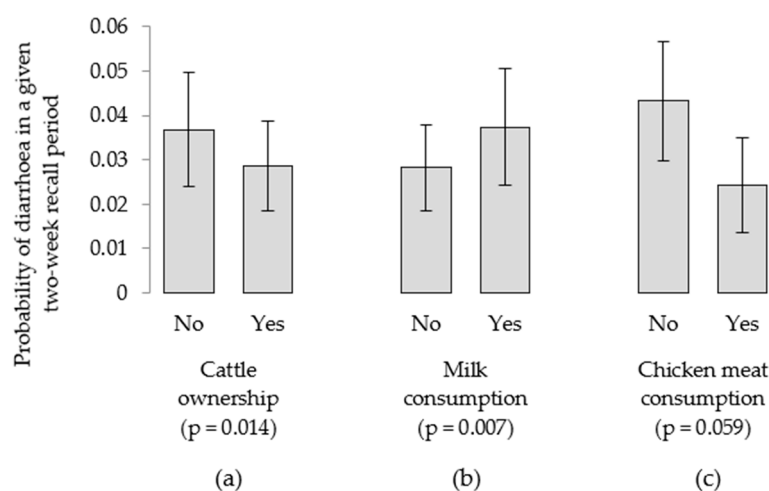 Probability of diarrhoea in a given
two-week recall period
0.06
0.05
0.04
0.03
0.02
0.01
0
No
Yes
No
Yes
No
Yes
Cattle
ownership
(p = 0.014)
Milk
consumption
(p = 0.007)
Chicken meat
consumption
(p = 0.059)
(a)
(b)
(c)